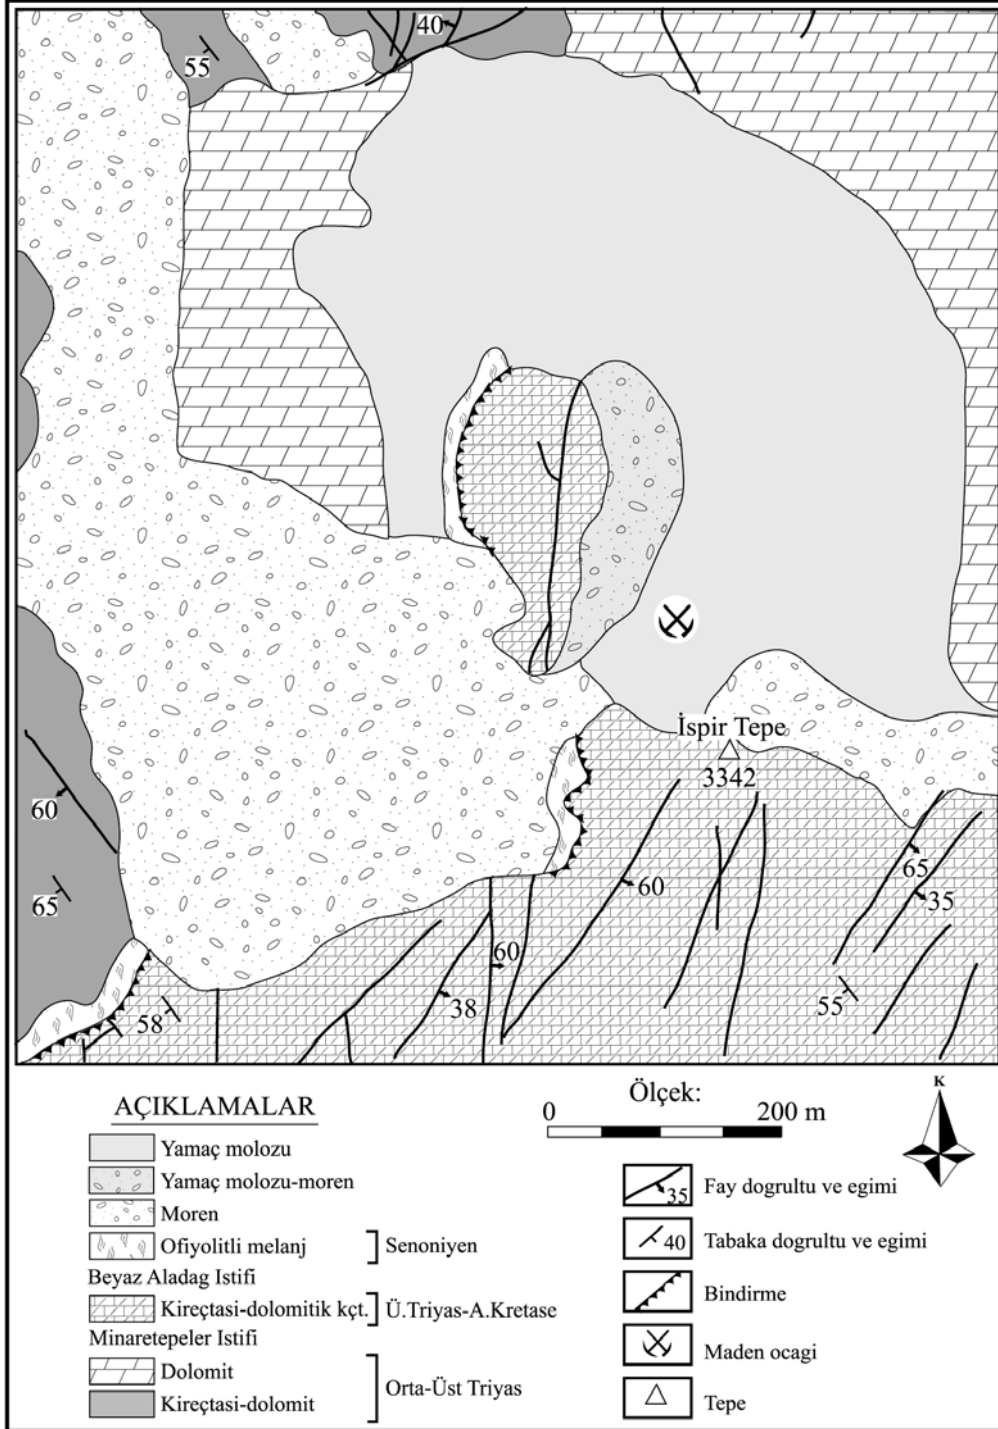 40
55
İspir Tepe
3342
60
65
60
65
35
60
38
55
58
AÇIKLAMALAR
Yamaç molozu
Yamaç molozu-moren
Moren
Ofiyolitli melanj
Senoniyen
Beyaz Aladag Istifi
Kireçtasi-dolomitik kçt.
Ü.Triyas-A.Kretase
Minaretepeler Istifi
Dolomit
Kireçtasi-dolomit
Orta-Üst Triyas
Ölçek:
0 200 m
K
35 Fay dogrultu ve egimi
40 Tabaka dogrultu ve egimi
Bindirme
Maden ocagi
Tepe